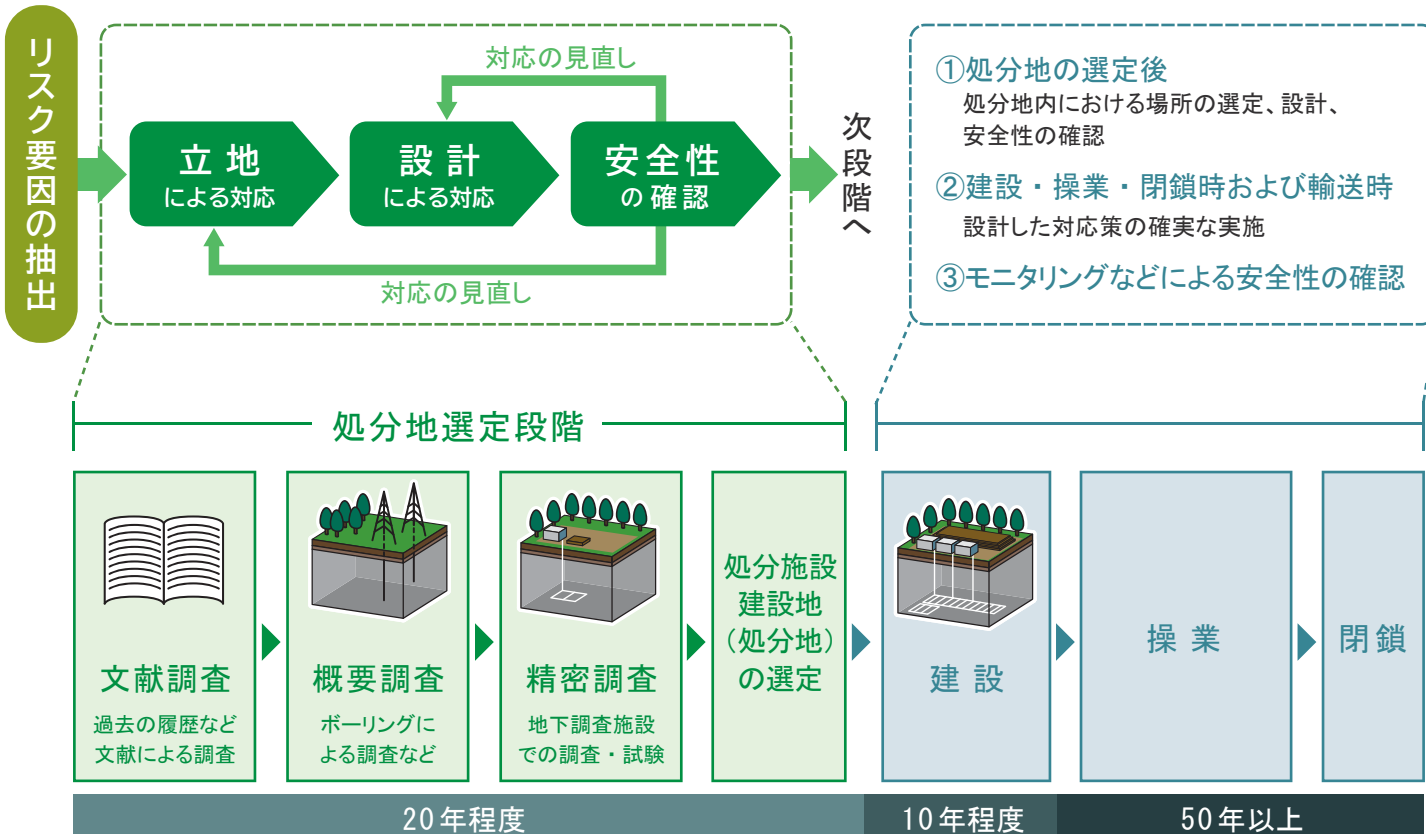 リスク要因の抽出
対応の見直し
立地
による対応
設計
による対応
安全性
の確認
対応の見直し
次段階へ
①処分地の選定後
処分地内における場所の選定、設計、
安全性の確認
②建設・操業・閉鎖時および輸送時
設計した対応策の確実な実施
③モニタリングなどによる安全性の確認
処分地選定段階
文献調査
過去の履歴など
文献による調査
概要調査
ボーリングに
よる調査など
精密調査
地下調査施設
での調査・試験
処分施設
建設地
(処分地)
の選定
建設
操業
閉鎖
20年程度
10年程度
50年以上